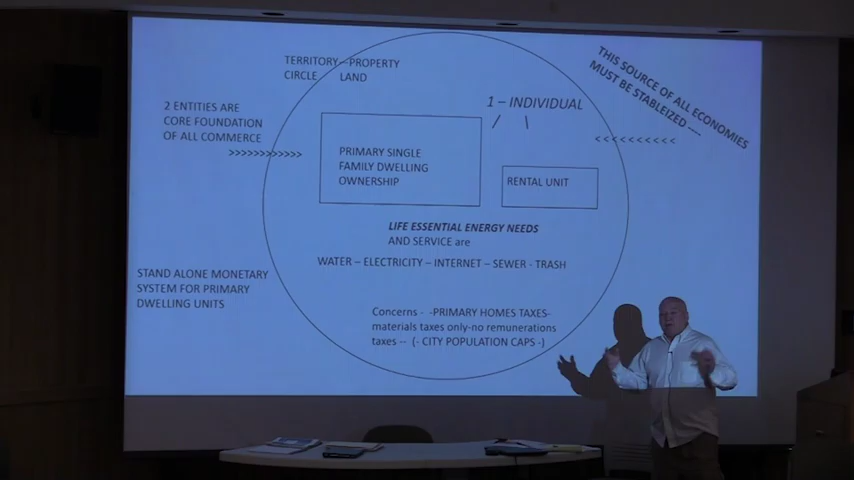 TERRITORY--PROPERTY
CIRCLE LAND
THIS SOURCE OF ALL ECONOMIES
MUST BE STABLEIZED ----
2 ENTITIES ARE
CORE FOUNDATION
OF ALL COMMERCE
>>>>>>>>>>>>
1 – INDIVIDUAL
/ \
<<<<<<<<<<
PRIMARY SINGLE
FAMILY DWELLING
OWNERSHIP
RENTAL UNIT
LIFE ESSENTIAL ENERGY NEEDS
AND SERVICE are
WATER – ELECTRICITY – INTERNET – SEWER - TRASH
STAND ALONE MONETARY
SYSTEM FOR PRIMARY
DWELLING UNITS
Concerns - -PRIMARY HOMES TAXES-
materials taxes only-no remunerations
taxes -- (- CITY POPULATION CAPS -)